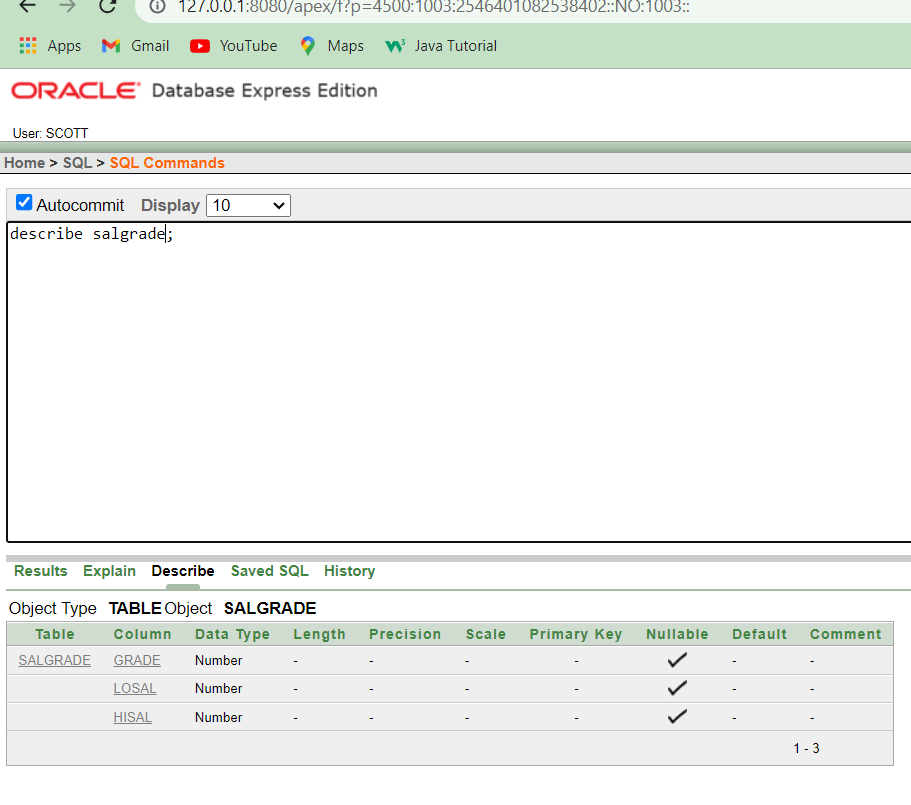 127.0.0.1:8080/apex/f?p=4500:1003:2546401082538402::NO:1003::
Apps Gmail YouTube Maps W3 Java Tutorial
ORACLE Database Express Edition
User: SCOTT
Home > SQL > SQL Commands
Autocommit Display 10
describe salgrade;
Results Explain Describe Saved SQL History
Object Type TABLE Object SALGRADE
Table Column Data Type Length Precision Scale Primary Key Nullable Default Comment
SALGRADE GRADE Number - - - - - -
LOSAL Number - - - - - -
HISAL Number - - - - - -
1 - 3